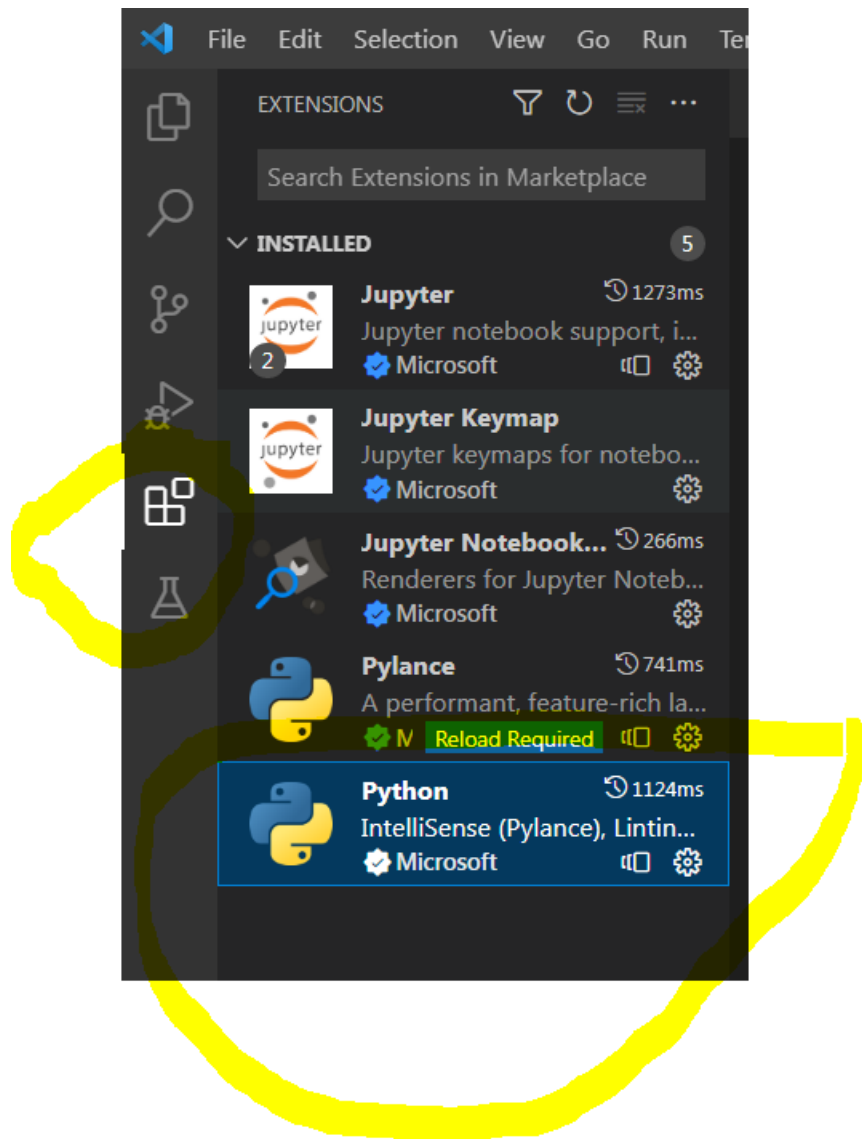 File Edit Selection View Go Run Ter
EXTENSIONS
Search Extensions in Marketplace
INSTALLED 5
Jupyter 1273ms
Jupyter notebook support, i...
jupyter
2
Microsoft
Jupyter Keymap
Jupyter keymaps for notebo...
jupyter
Microsoft
Jupyter Notebook... 266ms
Renderers for Jupyter Noteb...
Microsoft
Pylance 741ms
A performant, feature-rich la...
M Reload Required
Python 1124ms
IntelliSense (Pylance), Lintin...
Microsoft